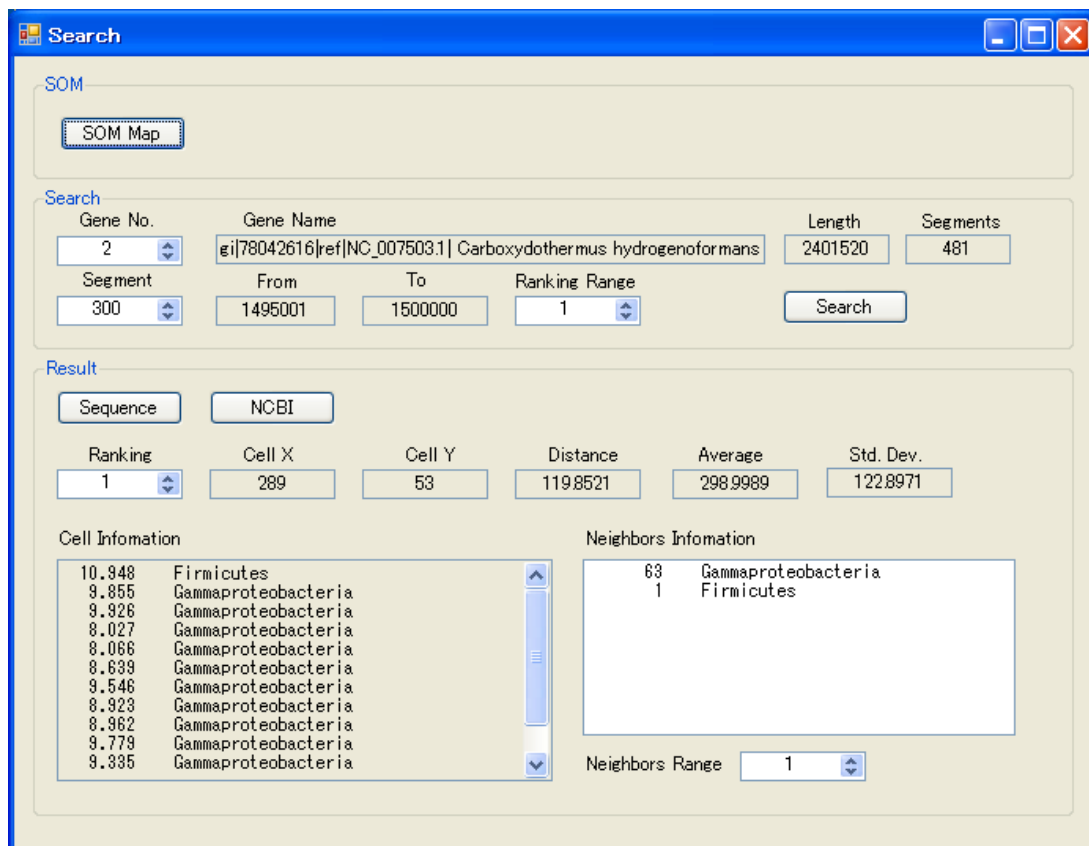 Search
SOM
SOM Map
Search
Gene No. Gene Name Length Segments
2 gi|78042616|ref|NC_007503.1| Carboxydothermus hydrogenoformans 2401520 481
Segment From To Ranking Range
300 1495001 1500000 1 Search
Result
Sequence NCBI
Ranking Cell X Cell Y Distance Average Std. Dev.
1 289 53 119.8521 298.9989 122.8971
Cell Infomation Neighbors Infomation
10.948 Firmicutes
9.855 Gammaproteobacteria
9.926 Gammaproteobacteria
8.027 Gammaproteobacteria
8.066 Gammaproteobacteria
8.639 Gammaproteobacteria
9.546 Gammaproteobacteria
8.923 Gammaproteobacteria
8.962 Gammaproteobacteria
9.779 Gammaproteobacteria
9.335 Gammaproteobacteria
63 Gammaproteobacteria
1 Firmicutes
Neighbors Range 1